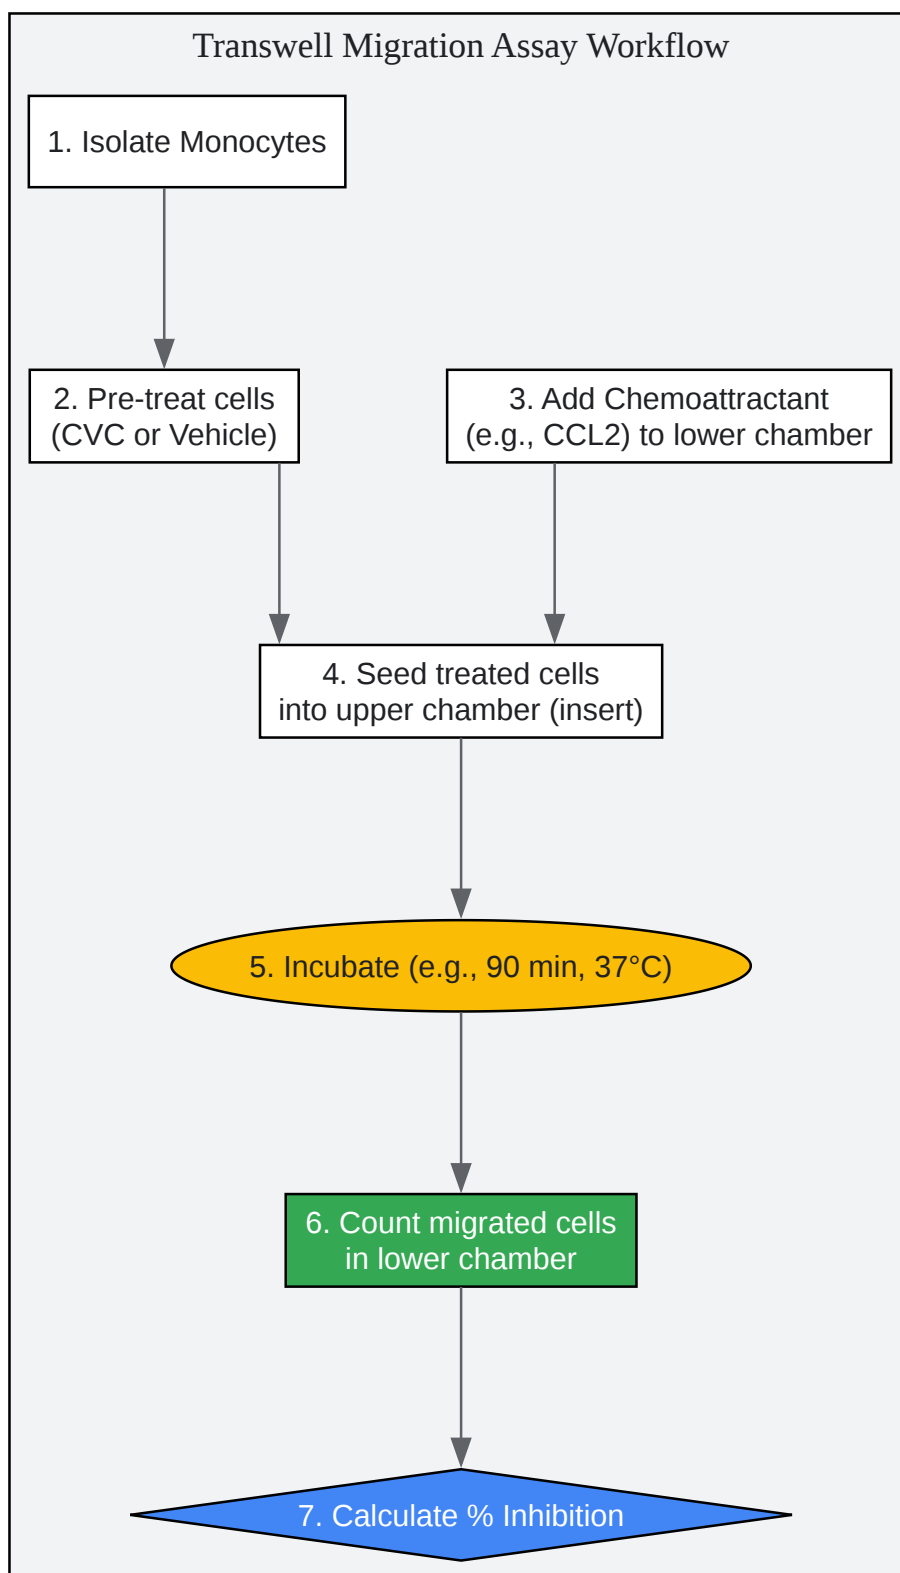 Transwell Migration Assay Workflow
1. Isolate Monocytes
2. Pre-treat cells
(CVC or Vehicle)
3. Add Chemoattractant
(e.g., CCL2) to lower chamber
4. Seed treated cells
into upper chamber (insert)
5. Incubate (e.g., 90 min, 37°C)
6. Count migrated cells
in lower chamber
7. Calculate % Inhibition